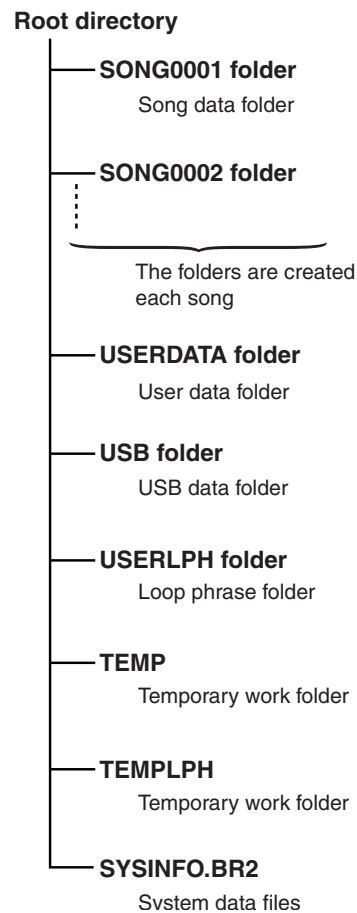 Root directory
SONG0001 folder
Song data folder
SONG0002 folder
The folders are created
each song
USERDATA folder
User data folder
USB folder
USB data folder
USERLPH folder
Loop phrase folder
TEMP
Temporary work folder
TEMPLPH
Temporary work folder
SYSINFO.BR2
System data files